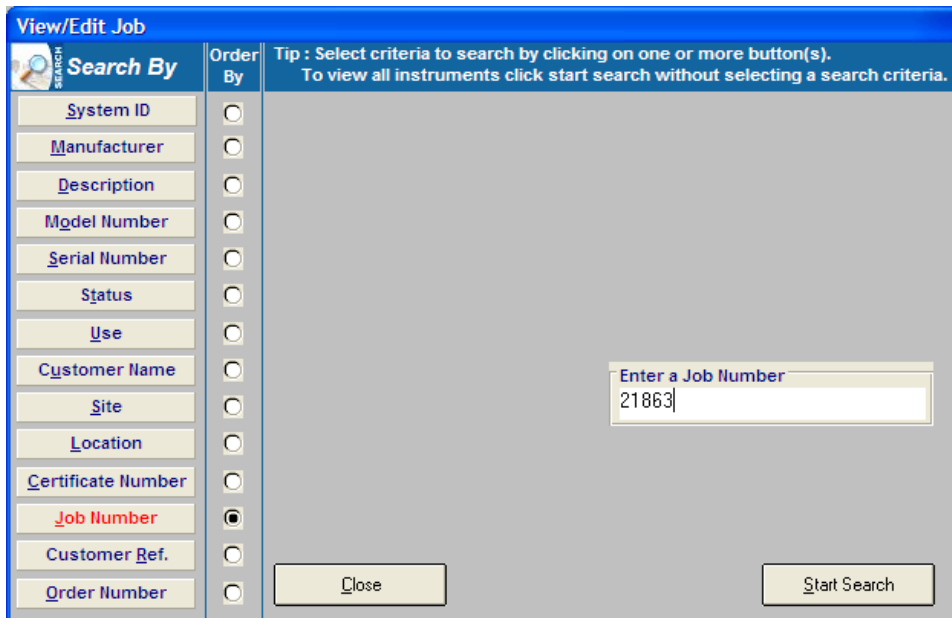 View/Edit Job
SEARCH
Search By
Order By
Tip : Select criteria to search by clicking on one or more button(s).
To view all instruments click start search without selecting a search criteria.
System ID
Manufacturer
Description
Model Number
Serial Number
Status
Use
Customer Name
Site
Location
Certificate Number
Job Number
Customer Ref.
Order Number
Enter a Job Number
21863
Close
Start Search